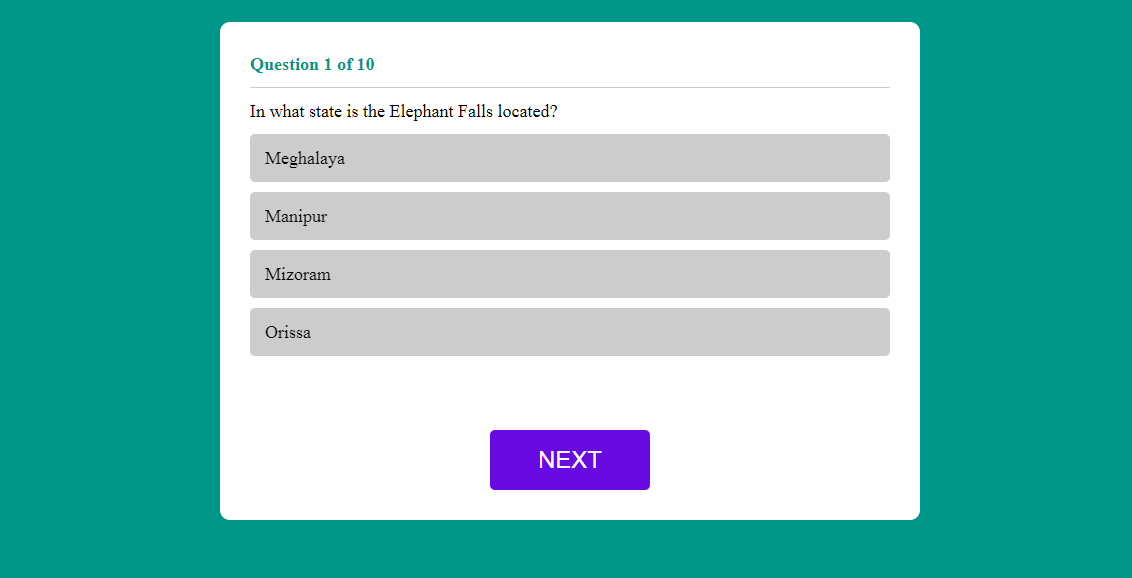 Question 1 of 10
In what state is the Elephant Falls located?
Meghalaya
Manipur
Mizoram
Orissa
NEXT